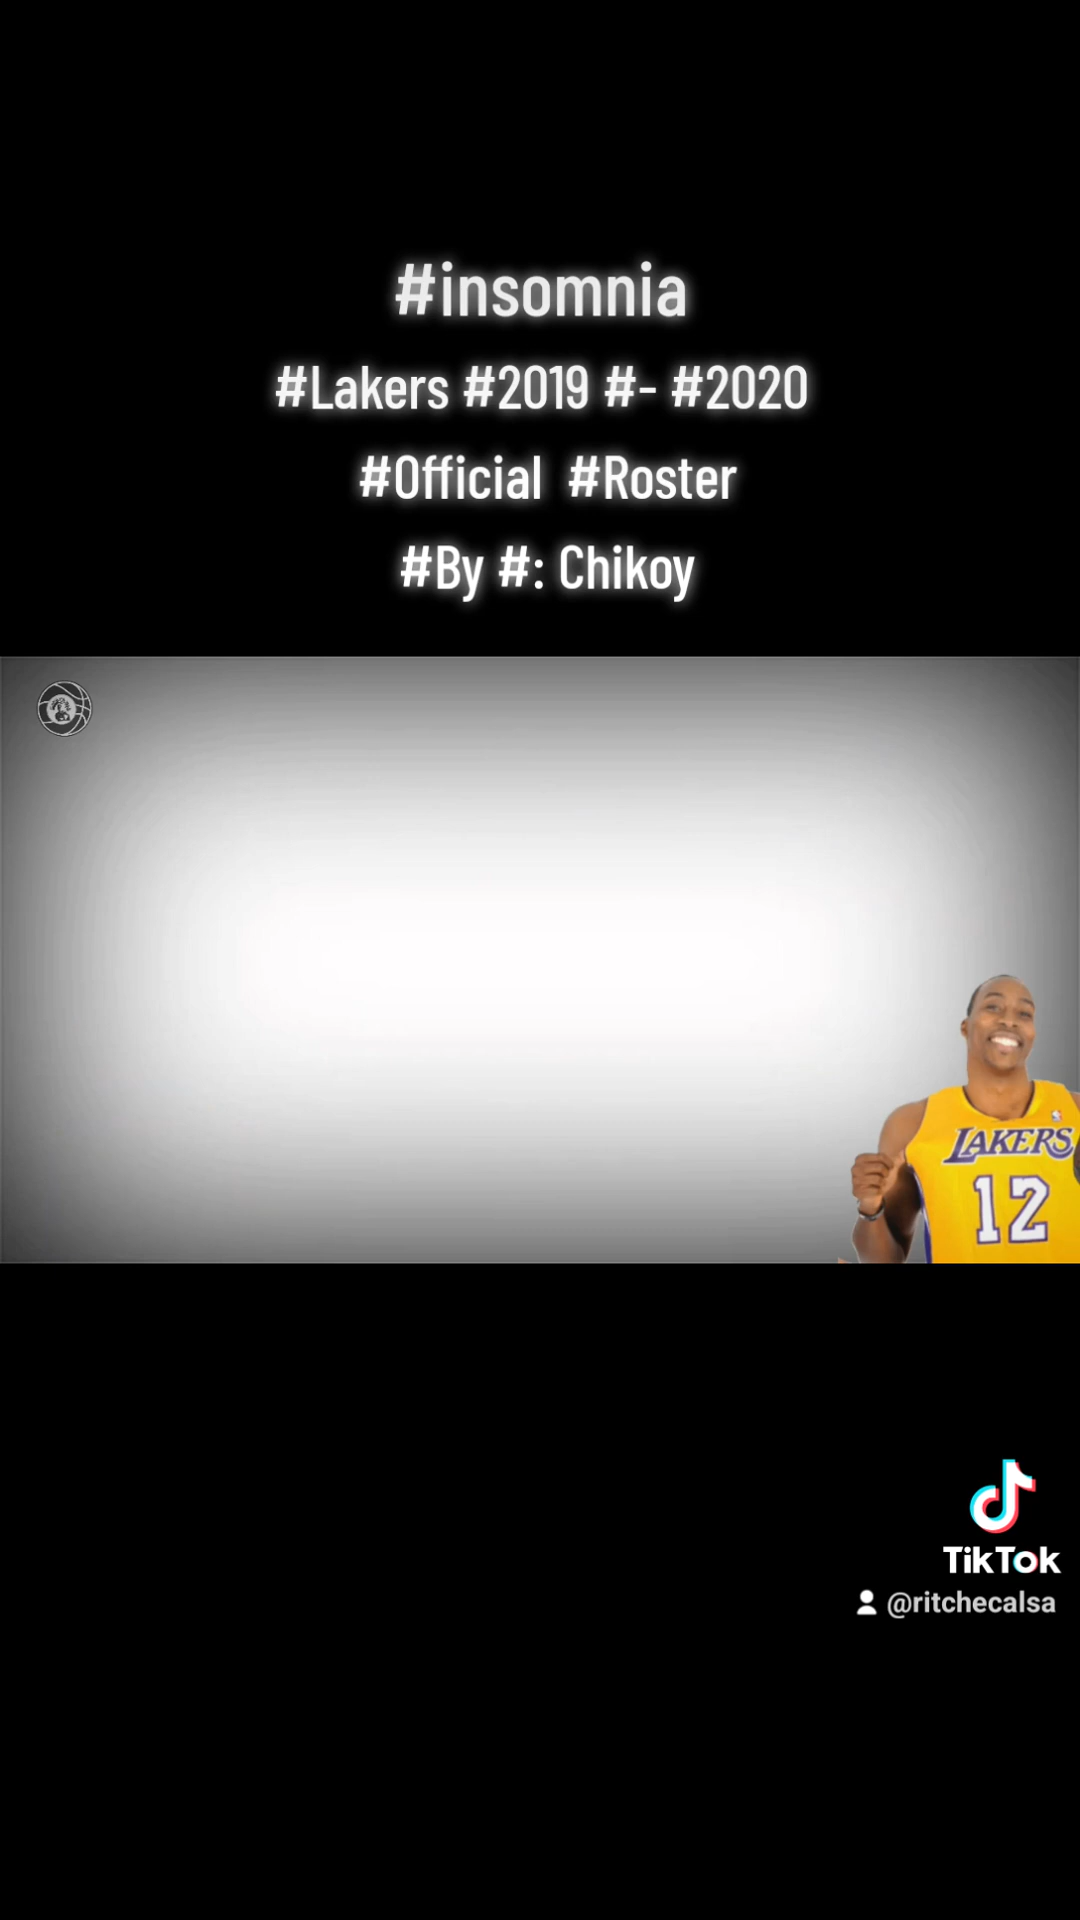 #insomnia
#Lakers #2019 #- #2020
#Official #Roster
#By #: Chikoy
LAKERS
12
TikTok
@ritchecalsa